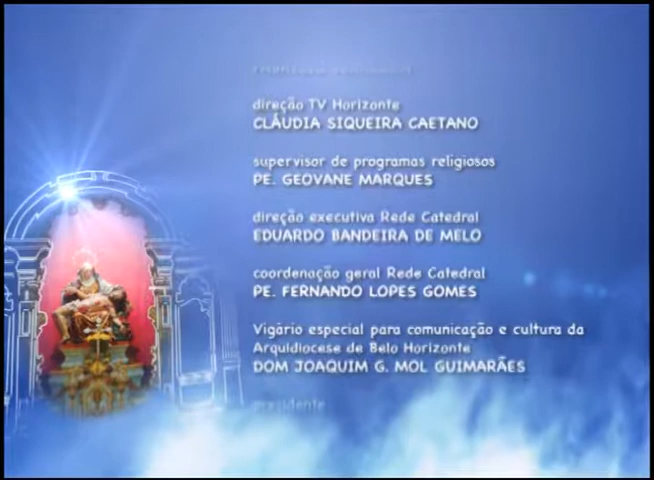 direção TV Horizonte
CLÁUDIA SIQUEIRA CAETANO
supervisor de programas religiosos
PE. GEOVANE MARQUES
direção executiva Rede Catedral
EDUARDO BANDEIRA DE MELO
coordenação geral Rede Catedral
PE. FERNANDO LOPES GOMES
Vigário especial para comunicação e cultura da
Arquidiocese de Belo Horizonte
DOM JOAQUIM G. MOL GUIMARÃES
presidente